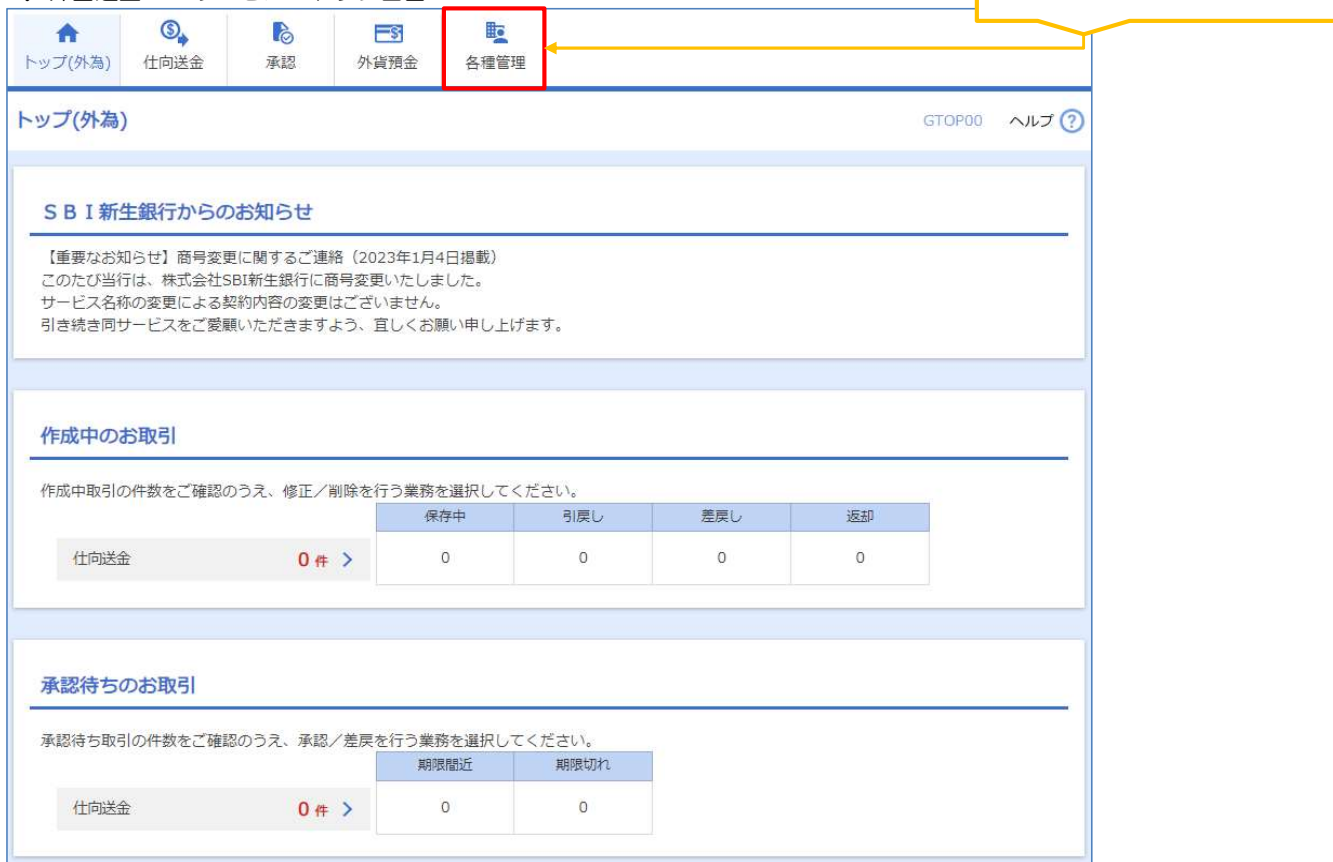 トップ(外為)
仕向送金
承認
外貨預金
各種管理
トップ(外為)
GTOP00 ヘルプ ?
ＳＢＩ新生銀行からのお知らせ
【重要なお知らせ】商号変更に関するご連絡（2023年1月4日掲載）
このたび当行は、株式会社SBI新生銀行に商号変更いたしました。
サービス名称の変更による契約内容の変更はございません。
引き続き同サービスをご愛顧いただきますよう、宜しくお願い申し上げます。
作成中のお取引
作成中取引の件数をご確認のうえ、修正／削除を行う業務を選択してください。
保存中 引戻し 差戻し 返却
仕向送金 0 件 0 0 0 0
承認待ちのお取引
承認待ち取引の件数をご確認のうえ、承認／差戻を行う業務を選択してください。
期限間近 期限切れ
仕向送金 0 件 0 0